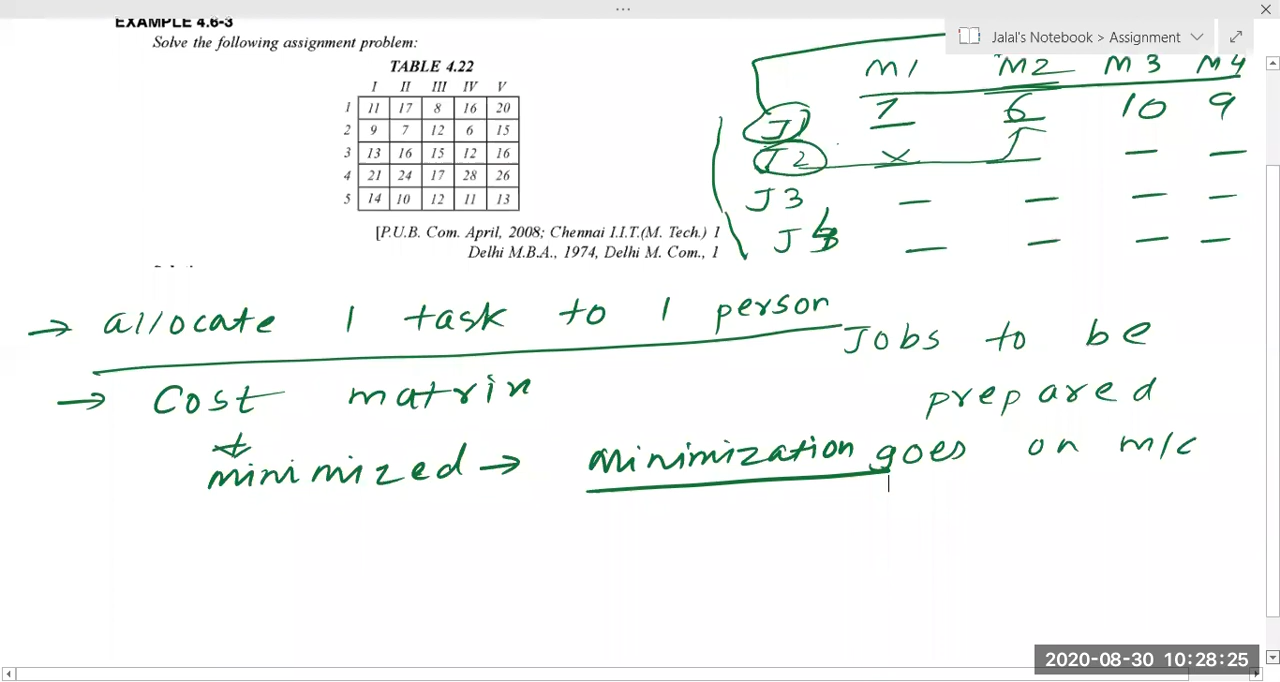 EXAMPLE 4.6-3
Solve the following assignment problem:
TABLE 4.22
I II III IV V
1 11 17 8 16 20
2 9 7 12 6 15
3 13 16 15 12 16
4 21 24 17 28 26
5 14 10 12 11 13
[P.U.B. Com. April, 2008; Chennai I.I.T.(M. Tech.) 1
Delhi M.B.A., 1974, Delhi M. Com., 1
Jalal's Notebook > Assignment
M1 M2 M3 M4
J1 7 6 10 9
J2 × — — —
J3 — — — —
J4 — — — —
→ allocate 1 task to 1 person
Jobs to be
→ Cost matrix
prepared
minimized → minimization
goes on m/c
2020-08-30 10:28:25